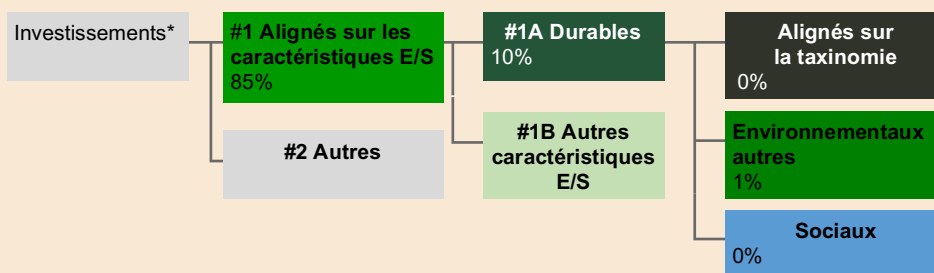 Investissements*
#1 Alignés sur les
caractéristiques E/S
85%
#2 Autres
#1A Durables
10%
#1B Autres
caractéristiques
E/S
Alignés sur
la taxinomie
0%
Environnementaux
autres
1%
Sociaux
0%